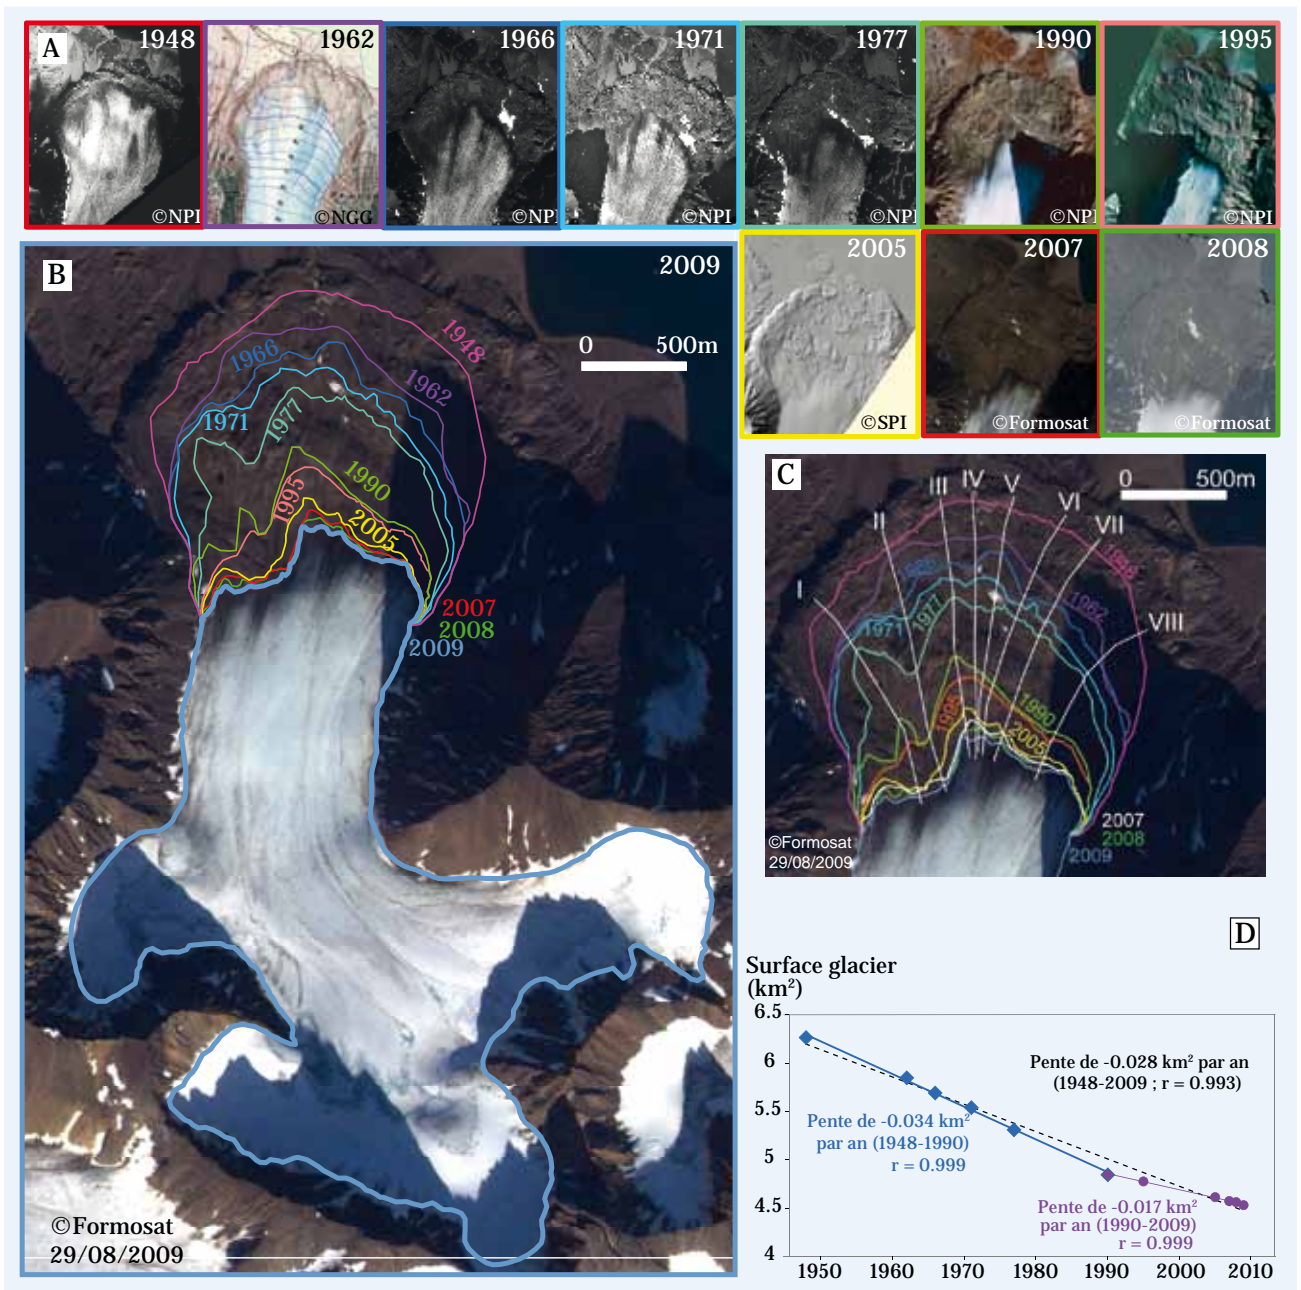 A
1948
©NPI
1962
©NGG
1966
©NPI
1971
©NPI
1977
©NPI
1990
©NPI
1995
©NPI
2005
©SPI
2007
©Formosat
2008
©Formosat
B
2009
0 500m
1948
1966
1962
1971
1977
1990
1995
2005
2007
2008
2009
©Formosat
29/08/2009
C
0 500m
I
II
III
IV
V
VI
VII
VIII
1962
1971
1977
1990
1995
2005
2007
2008
2009
©Formosat
29/08/2009
D
Surface glacier
(km²)
6.5
6
5.5
5
4.5
4
Pente de -0.028 km² par an
(1948-2009 ; r = 0.993)
Pente de -0.034 km²
par an (1948-1990)
r = 0.999
Pente de -0.017 km²
par an (1990-2009)
r = 0.999
1950 1960 1970 1980 1990 2000 2010